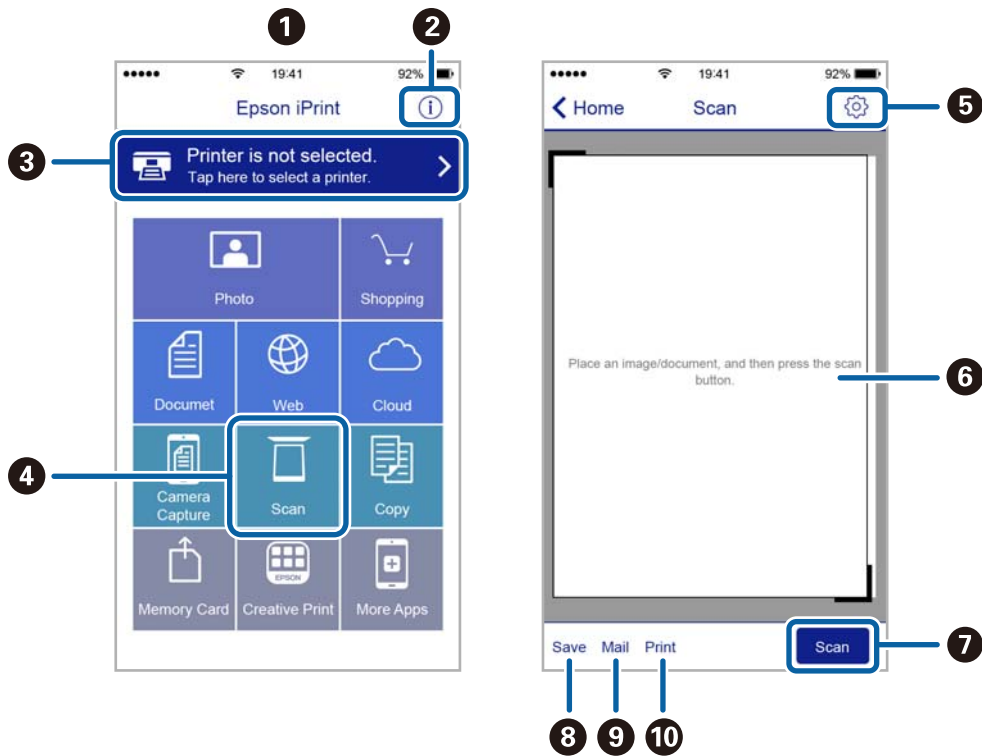 1
2
●●●●● 19:41 92%
Epson iPrint
3
Printer is not selected.
Tap here to select a printer.
Photo
Shopping
Documet
Web
Cloud
4
Camera
Capture
Scan
Copy
EPSON
Memory Card
Creative Print
More Apps
●●●●● 19:41 92%
Home
Scan
5
Place an image/document, and then press the scan
button.
6
Save Mail Print
Scan
7
8
9
10